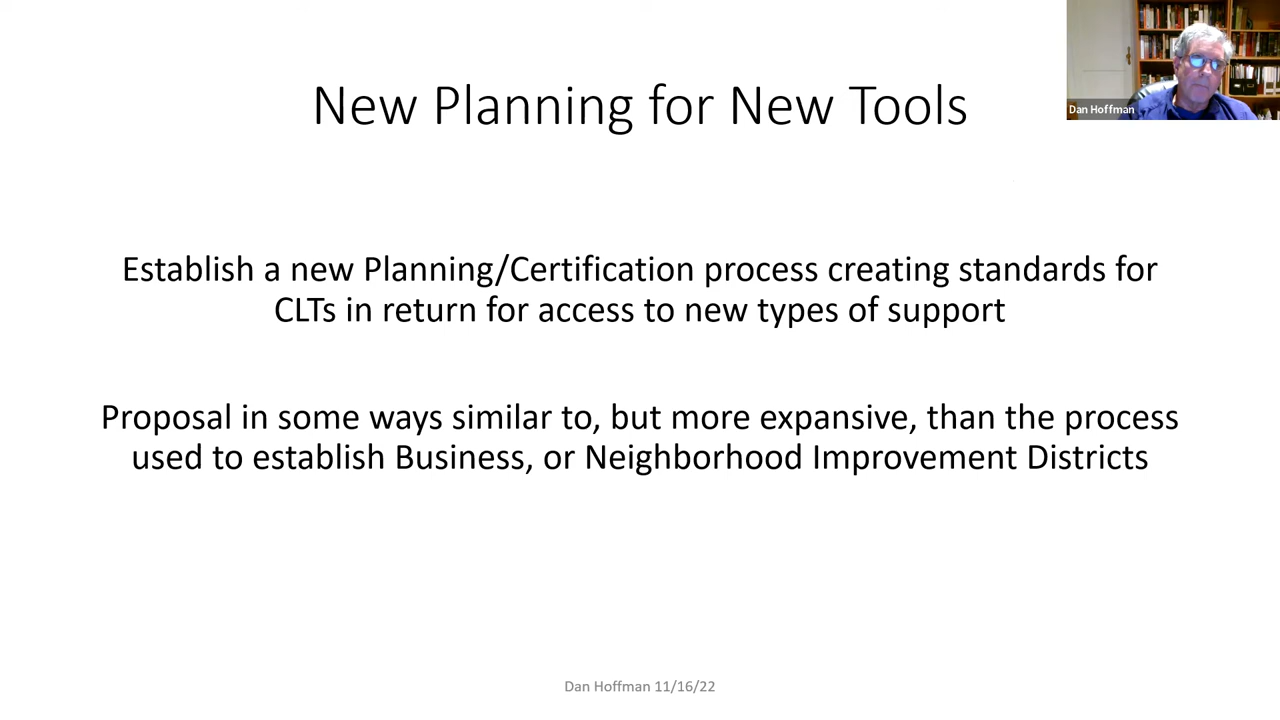 New Planning for New Tools
Dan Hoffman
Establish a new Planning/Certification process creating standards for
CLTs in return for access to new types of support
Proposal in some ways similar to, but more expansive, than the process
used to establish Business, or Neighborhood Improvement Districts
Dan Hoffman 11/16/22